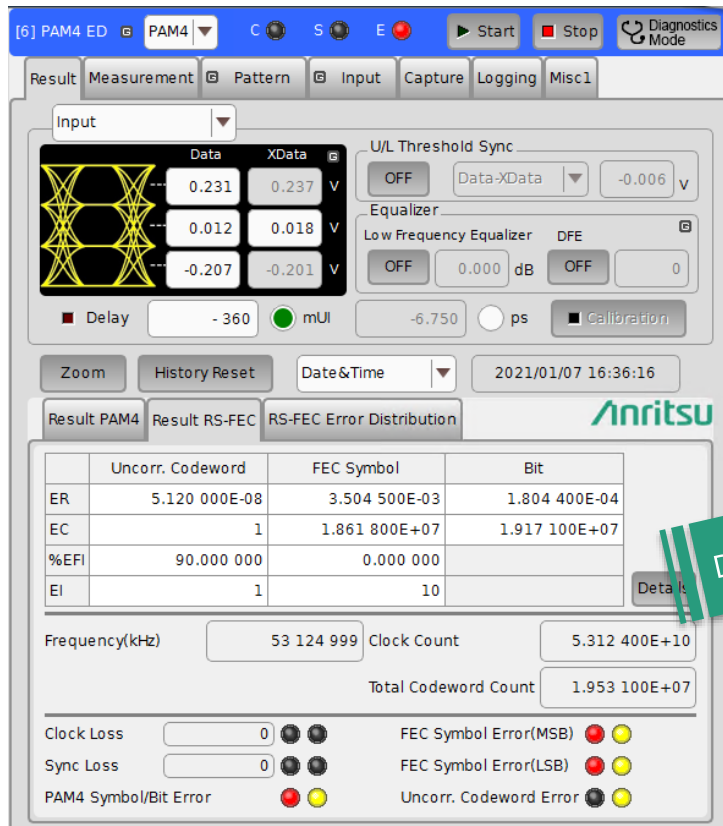 [6] PAM4 ED G PAM4 C S E Start Stop Diagnostics Mode
Result Measurement G Pattern G Input Capture Logging Misc1
Input
Data XData G
0.231 0.237 V
0.012 0.018 V
-0.207 -0.201 V
U/L Threshold Sync
OFF Data-XData -0.006 V
Equalizer
Low Frequency Equalizer DFE G
OFF 0.000 dB OFF 0
Delay -360 mUI -6.750 ps Calibration
Zoom History Reset Date&Time 2021/01/07 16:36:16
Result PAM4 Result RS-FEC RS-FEC Error Distribution Anritsu
Uncorr. Codeword FEC Symbol Bit
ER 5.120 000E-08 3.504 500E-03 1.804 400E-04
EC 1 1.861 800E+07 1.917 100E+07
%EFI 90.000 000 0.000 000
EI 1 10
Details
D
Frequency(kHz) 53 124 999 Clock Count 5.312 400E+10
Total Codeword Count 1.953 100E+07
Clock Loss 0 FEC Symbol Error(MSB)
Sync Loss 0 FEC Symbol Error(LSB)
PAM4 Symbol/Bit Error Uncorr. Codeword Error